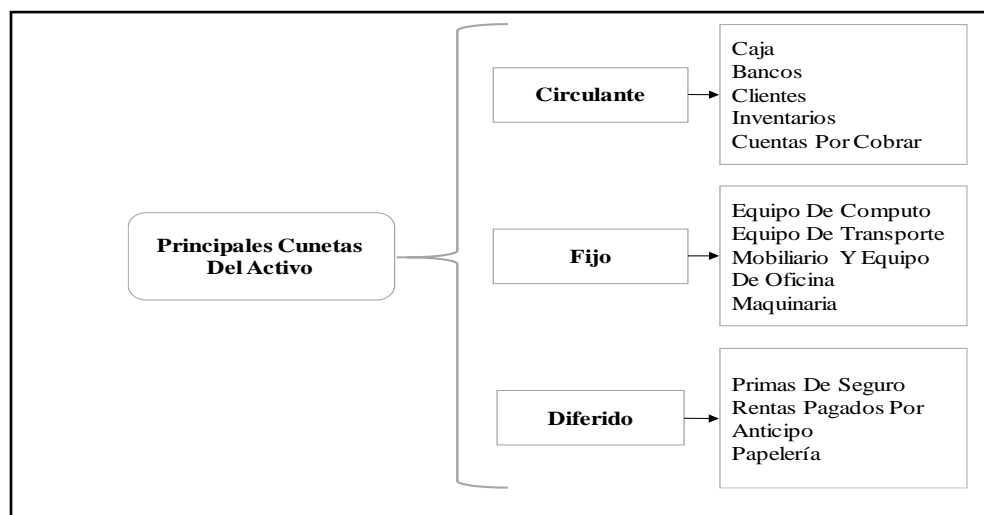 Principales Cunetas
Del Activo
Circulante
Caja
Bancos
Clientes
Inventarios
Cuentas Por Cobrar
Fijo
Equipo De Computo
Equipo De Transporte
Mobiliario Y Equipo
De Oficina
Maquinaria
Diferido
Primas De Seguro
Rentas Pagados Por
Anticipo
Papelería